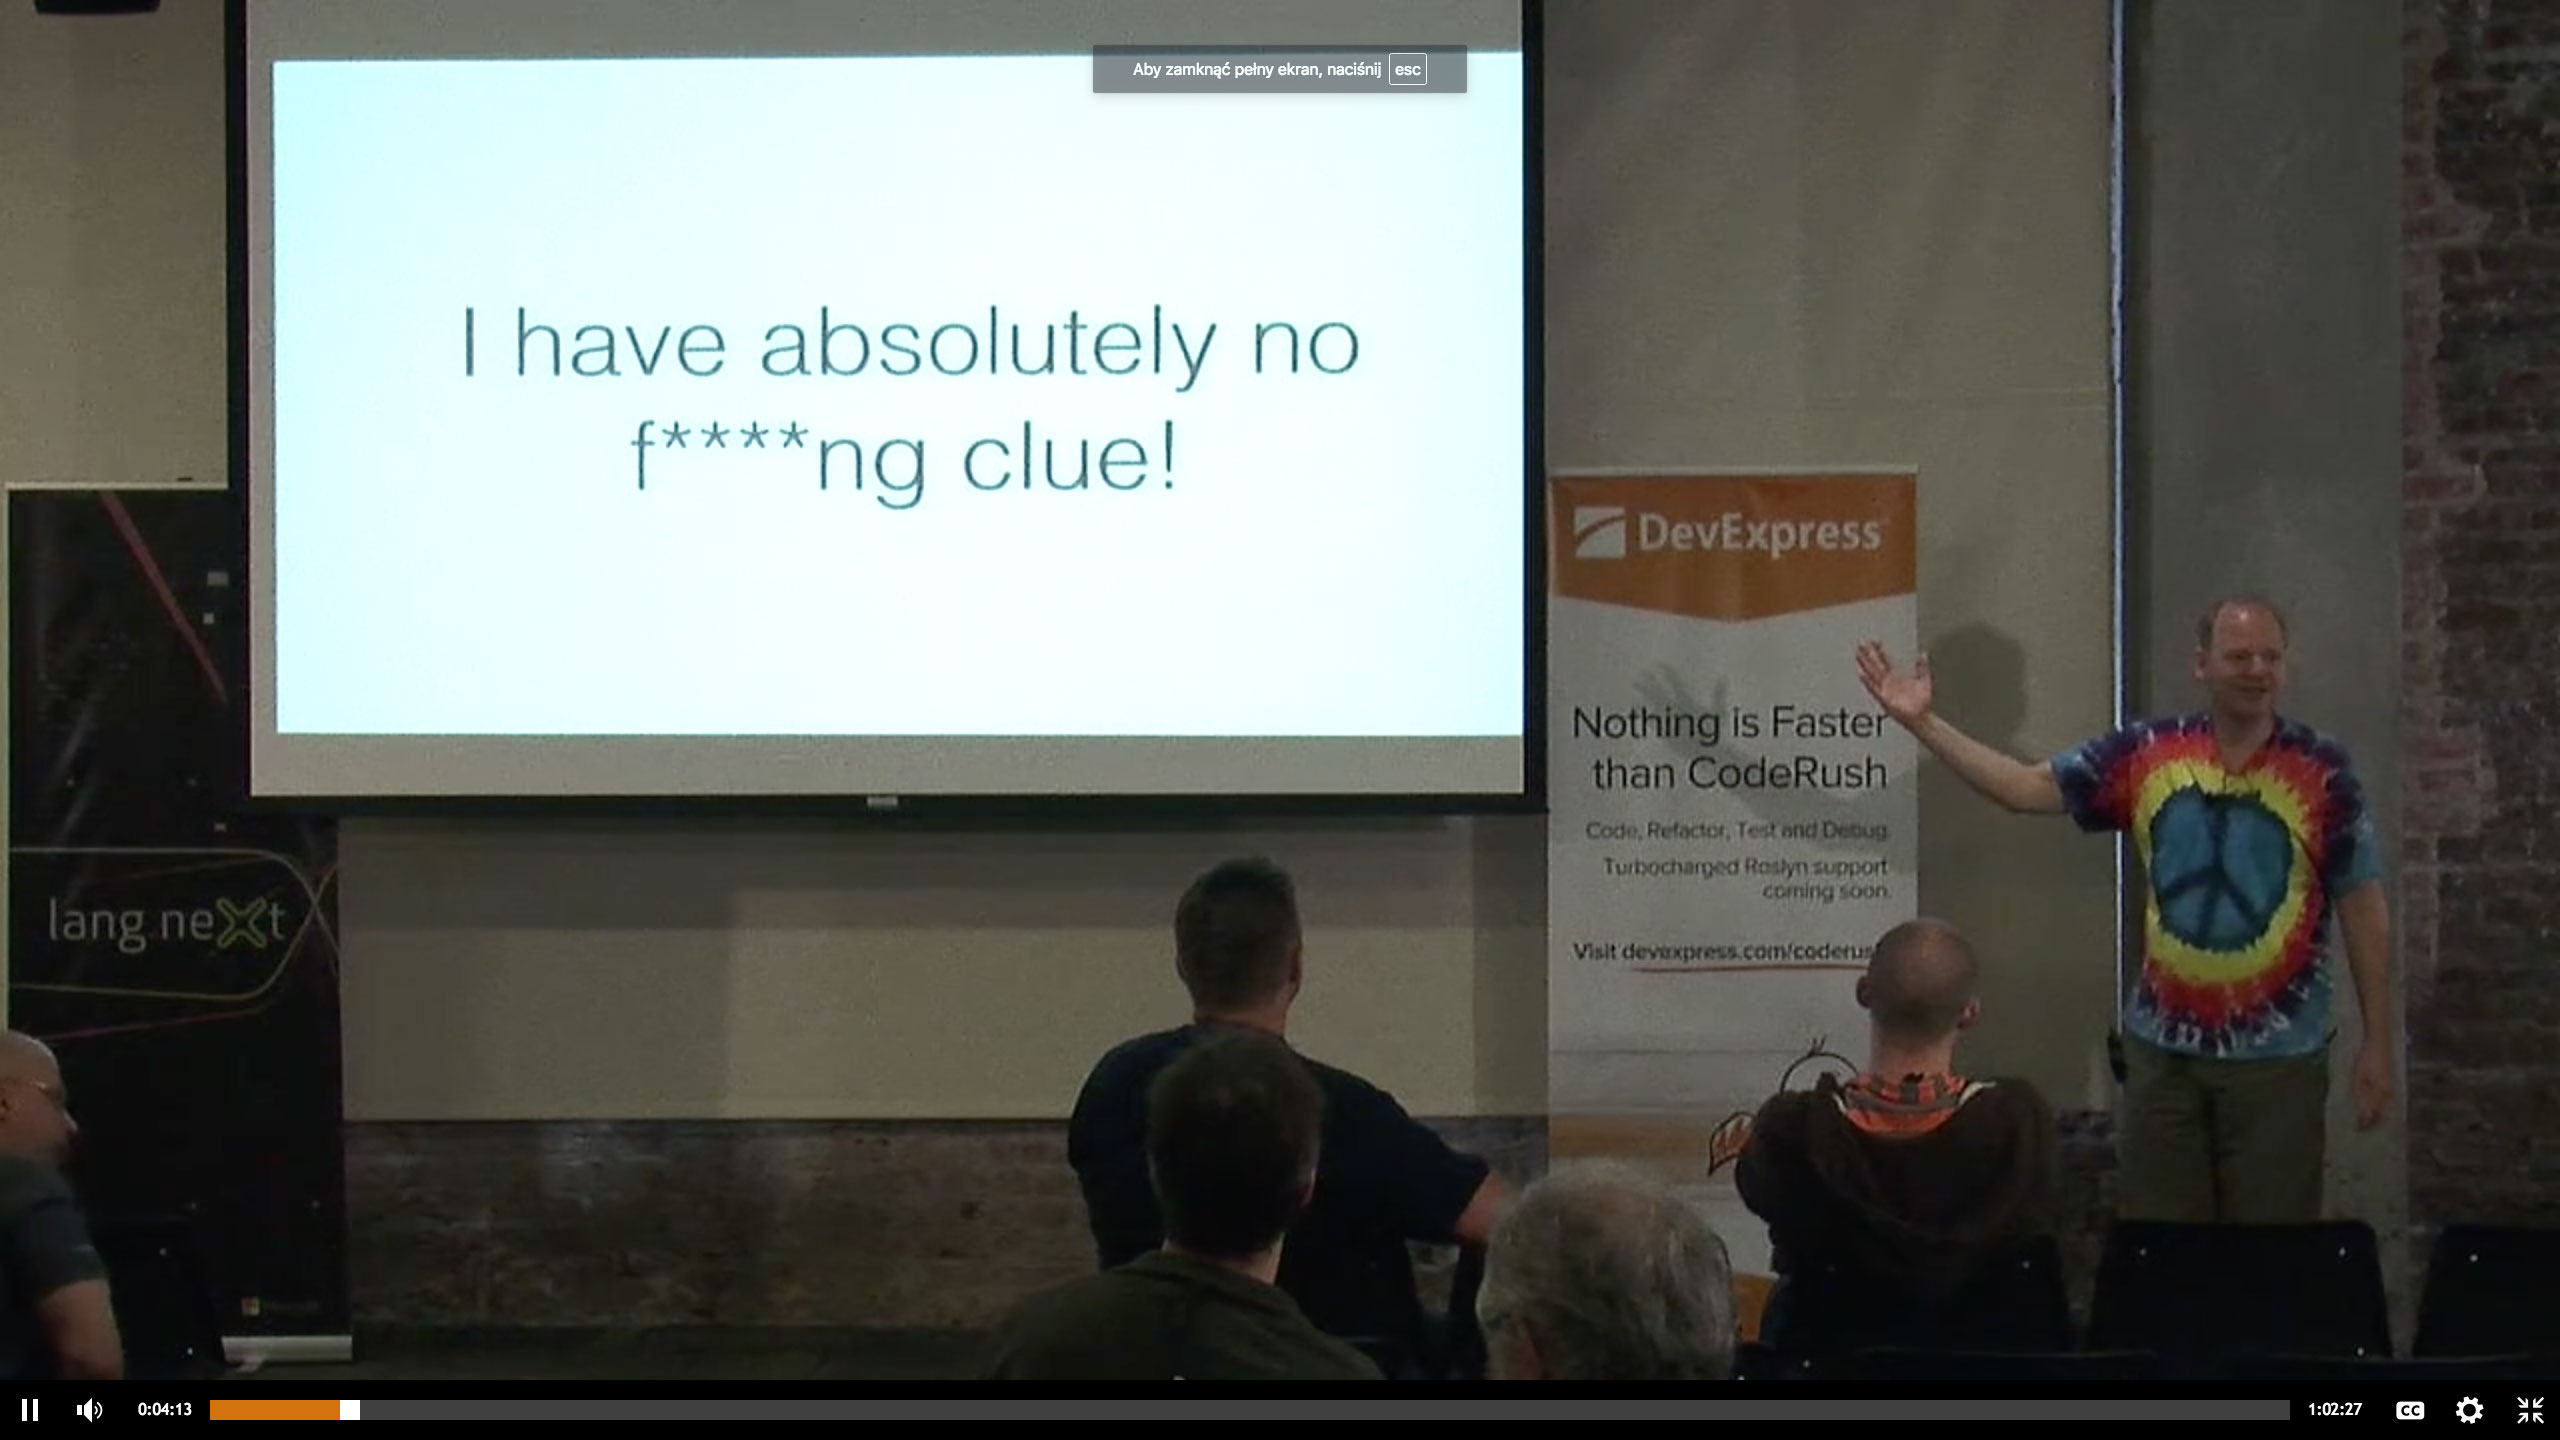 Aby zamknąć pełny ekran, naciśnij esc
I have absolutely no
f****ng clue!
DevExpress
Nothing is Faster
than CodeRush
Code, Refactor, Test and Debug.
Turbocharged Roslyn support
coming soon.
Visit devexpress.com/coderus
lang.next
0:04:13
1:02:27
CC